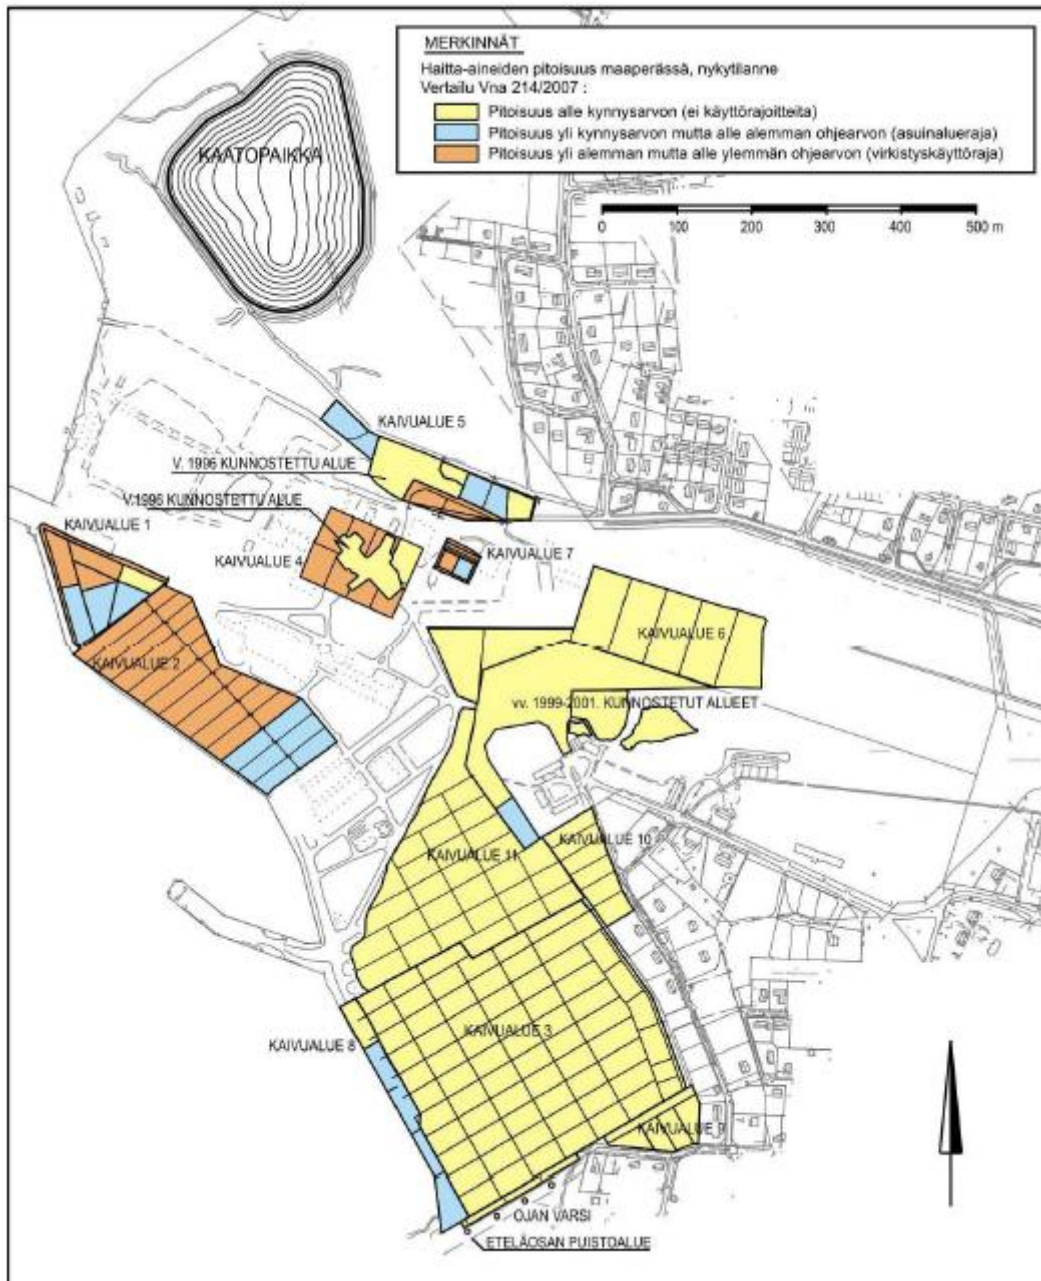 MERKINNÄT
Haitta-aineiden pitoisuus maaperässä, nykytilanne
Vertailu Vna 214/2007 :
Pitoisuus alle kynnysarvon (ei käyttörajoitteita)
Pitoisuus yli kynnysarvon mutta alle alemman ohjearvon (asuinalueraja)
Pitoisuus yli alemman mutta alle ylemmän ohjearvon (virkistyskäyttöraja)
KAATOPAIKKA
0 100 200 300 400 500 m
KAIVUALUE 5
V. 1996 KUNNOSTETTU ALUE
V.1996 KUNNOSTETTU ALUE
KAIVUALUE 1
KAIVUALUE 4
KAIVUALUE 7
KAIVUALUE 6
KAIVUALUE 2
vv. 1999-2001. KUNNOSTETUT ALUEET
KAIVUALUE 10
KAIVUALUE 11
KAIVUALUE 3
KAIVUALUE 8
KAIVUALUE 9
OJAN VARSI
ETELÄOSAN PUISTOALUE